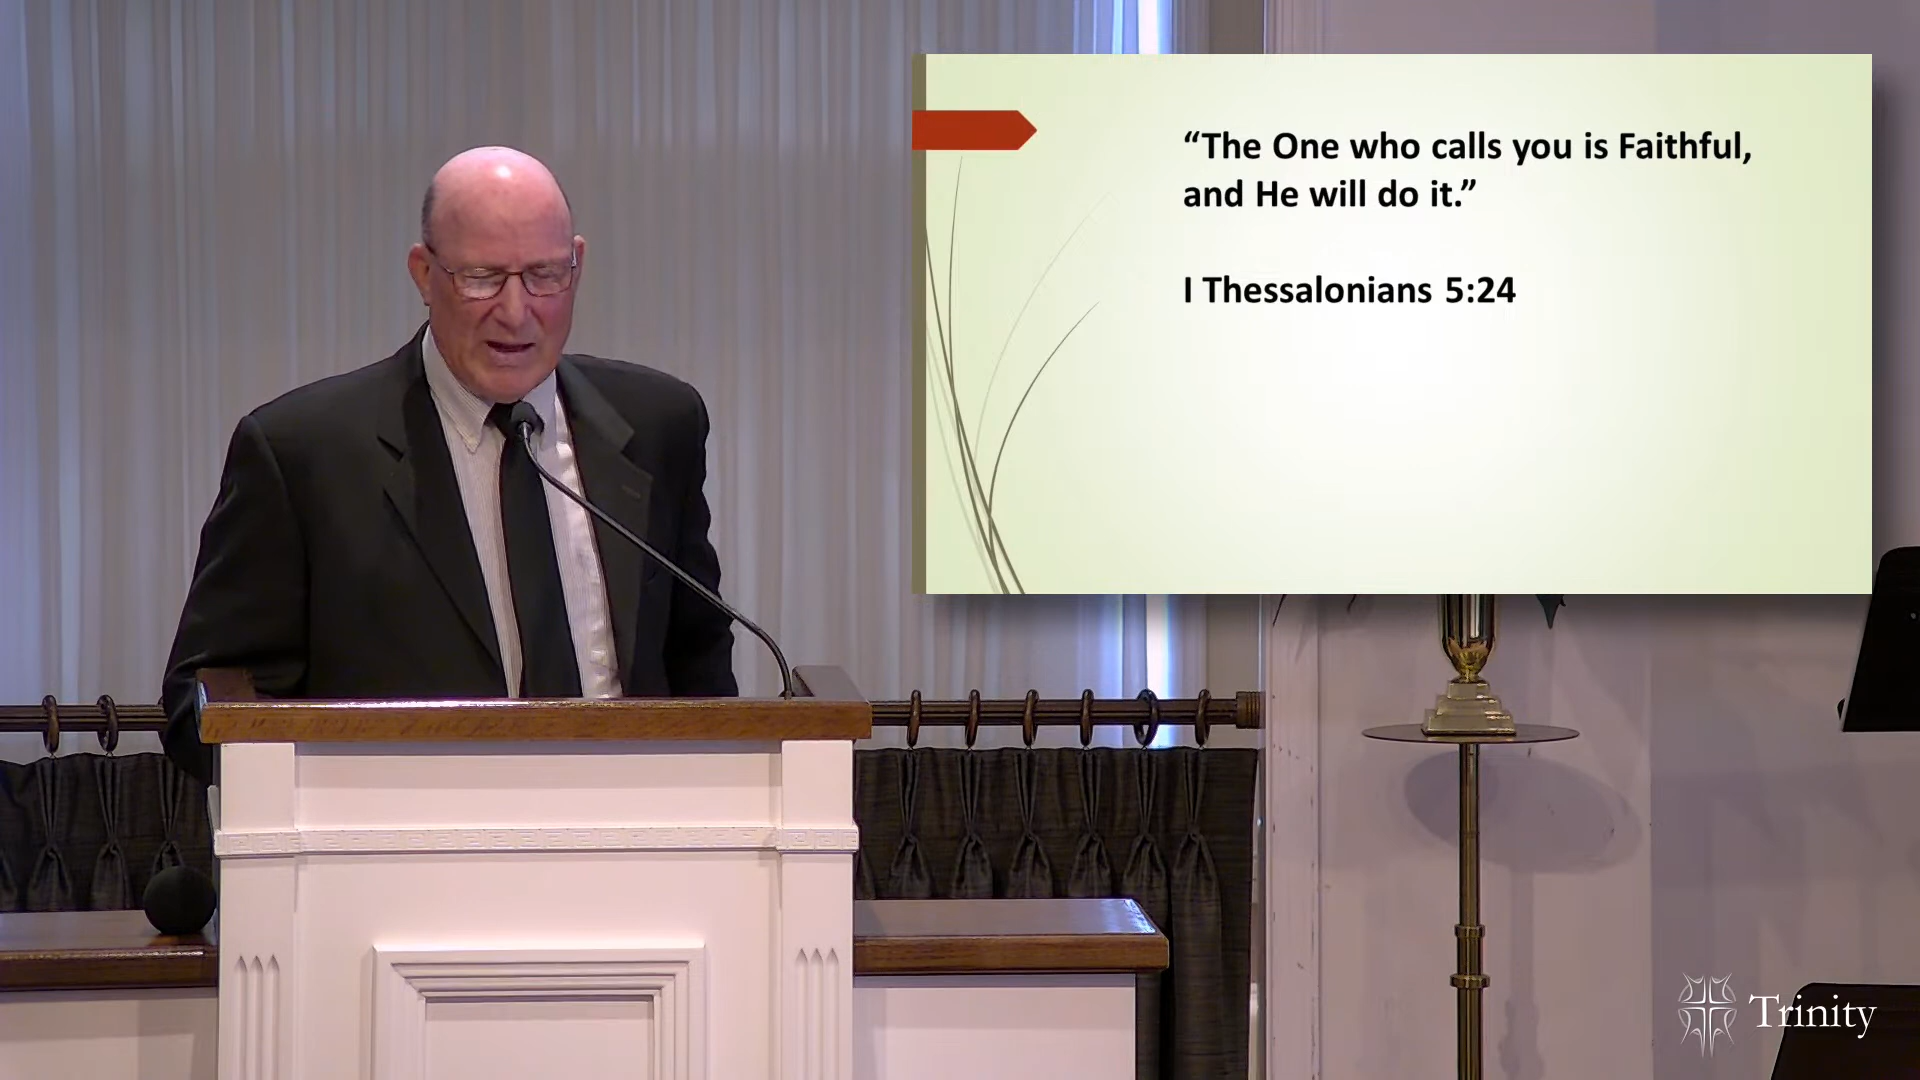 “The One who calls you is Faithful,
and He will do it.”
I Thessalonians 5:24
Trinity